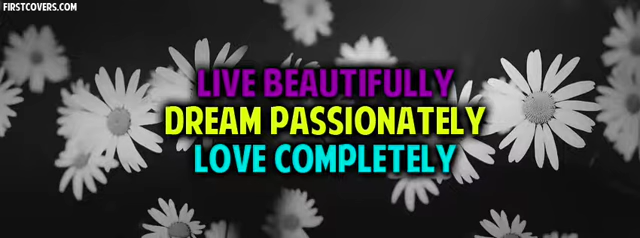 FIRSTCOVERS.COM
LIVE BEAUTIFULLY
DREAM PASSIONATELY
LOVE COMPLETELY